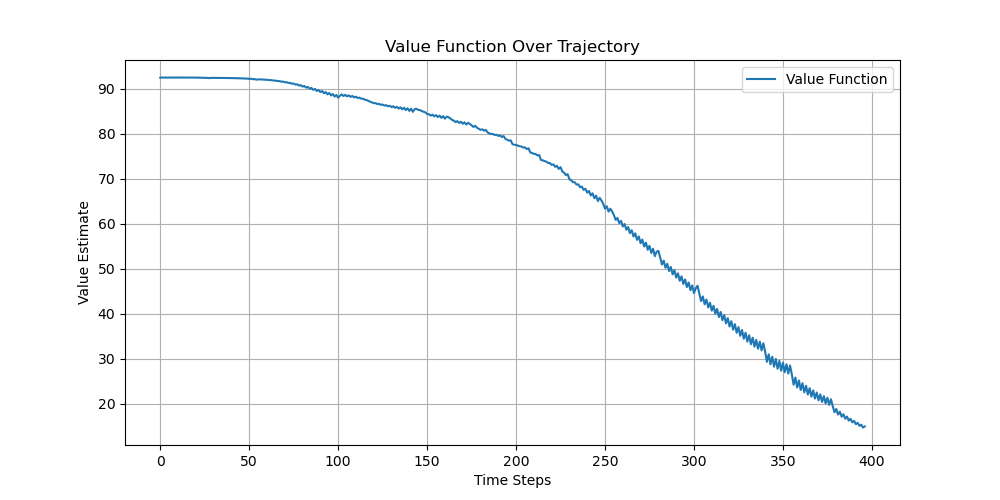 Value Function Over Trajectory
Value Function
Value Estimate
90
80
70
60
50
40
30
20
0 50 100 150 200 250 300 350 400
Time Steps